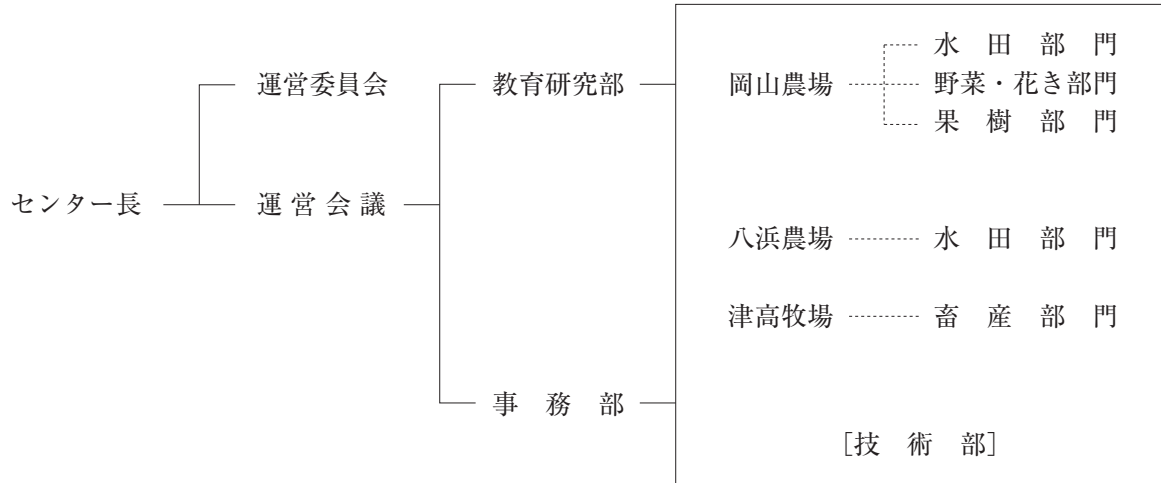 水田部門
運営委員会
教育研究部
岡山農場
野菜・花き部門
果樹部門
センター長
運営会議
八浜農場
水田部門
津高牧場
畜産部門
事務部
[技術部]